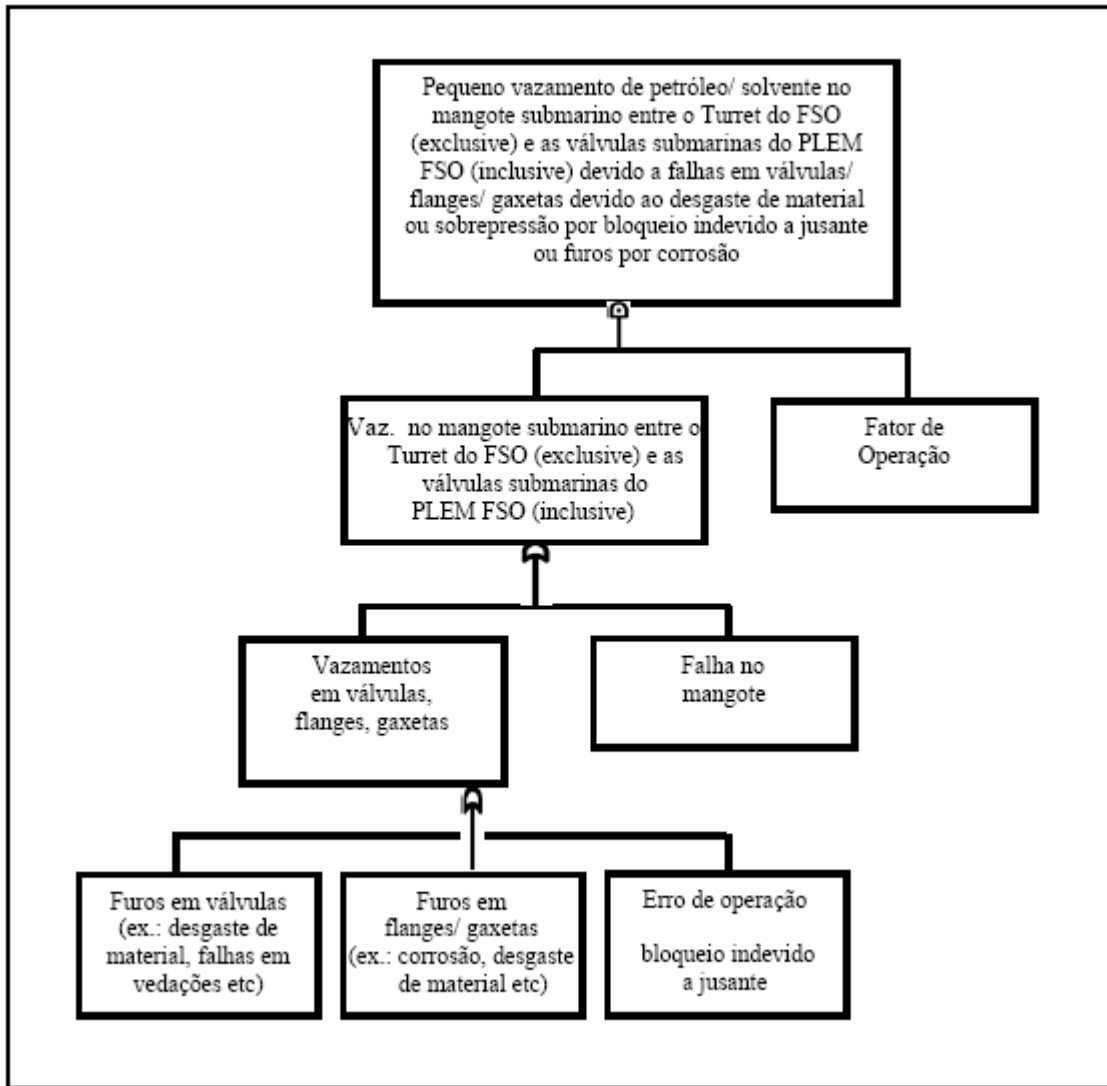 Pequeno vazamento de petróleo/ solvente no
mangote submarino entre o Turret do FSO
(exclusive) e as válvulas submarinas do PLEM
FSO (inclusive) devido a falhas em válvulas/
flanges/ gaxetas devido ao desgaste de material
ou sobrepressão por bloqueio indevido a jusante
ou furos por corrosão
Vaz. no mangote submarino entre o
Turret do FSO (exclusive) e as
válvulas submarinas do
PLEM FSO (inclusive)
Fator de
Operação
Vazamentos
em válvulas,
flanges, gaxetas
Falha no
mangote
Furos em válvulas
(ex.: desgaste de
material, falhas em
vedações etc)
Furos em
flanges/ gaxetas
(ex.: corrosão, desgaste
de material etc)
Erro de operação
bloqueio indevido
a jusante